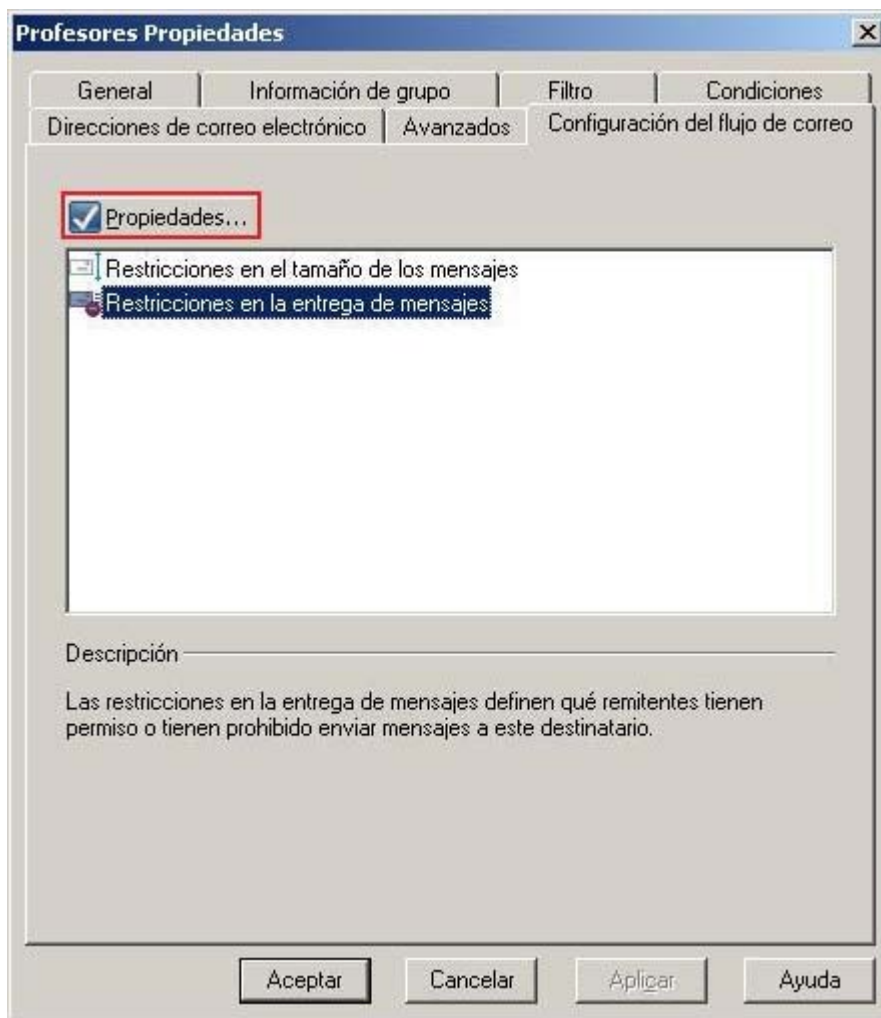 Profesores Propiedades
General Información de grupo Filtro Condiciones
Direcciones de correo electrónico Avanzados Configuración del flujo de correo
Propiedades...
Restricciones en el tamaño de los mensajes
Restricciones en la entrega de mensajes
Descripción
Las restricciones en la entrega de mensajes definen qué remitentes tienen
permiso o tienen prohibido enviar mensajes a este destinatario.
Aceptar Cancelar Aplicar Ayuda